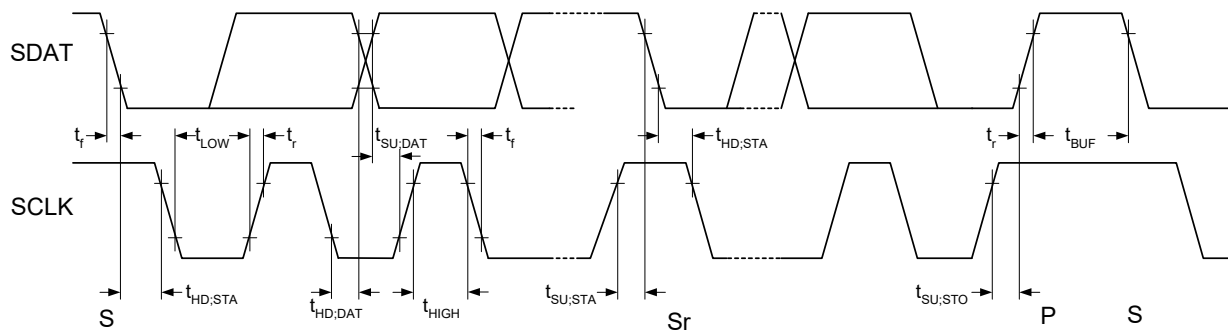 SDAT
t_f t_LOW t_r t_SU;DAT t_f t_HD;STA t_r t_BUF
SCLK
t_HD;STA t_HD;DAT t_HIGH t_SU;STA t_SU;STO
S Sr P S